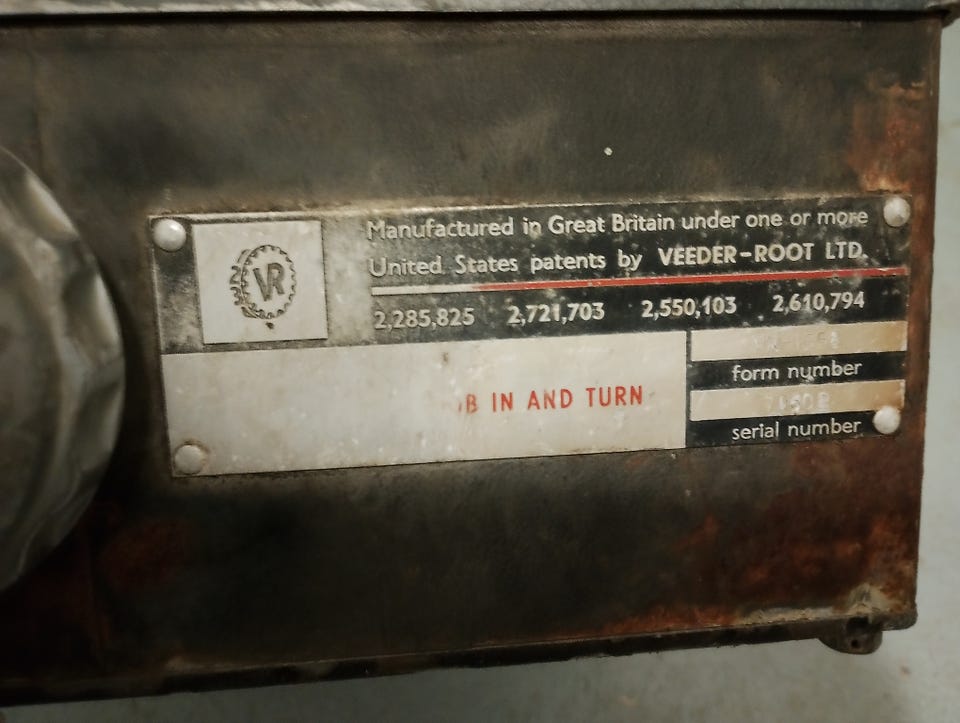 VR
Manufactured in Great Britain under one or more
United States patents by VEEDER-ROOT LTD.
2,285,825 2,721,703 2,550,103 2,610,794
form number
IN AND TURN
serial number